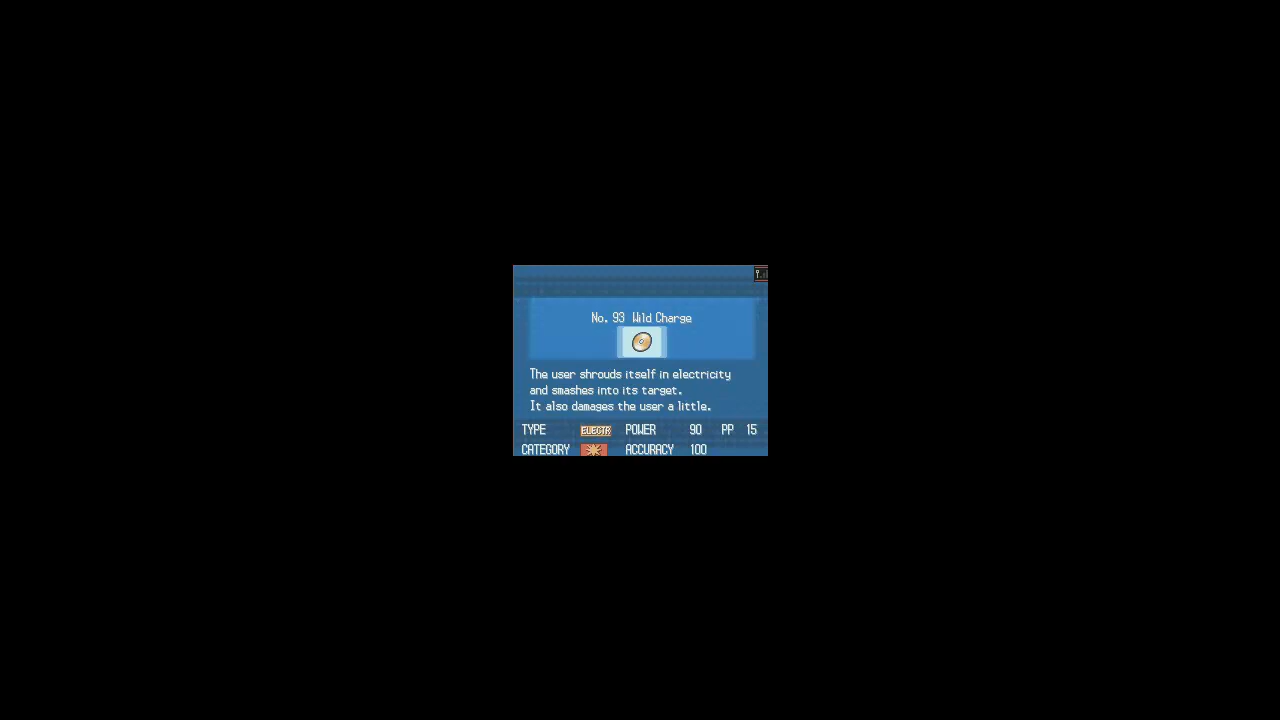 No. 93 Wild Charge
The user shrouds itself in electricity
and smashes into its target.
It also damages the user a little.
TYPE ELECTR POWER 90 PP 15
CATEGORY ACCURACY 100